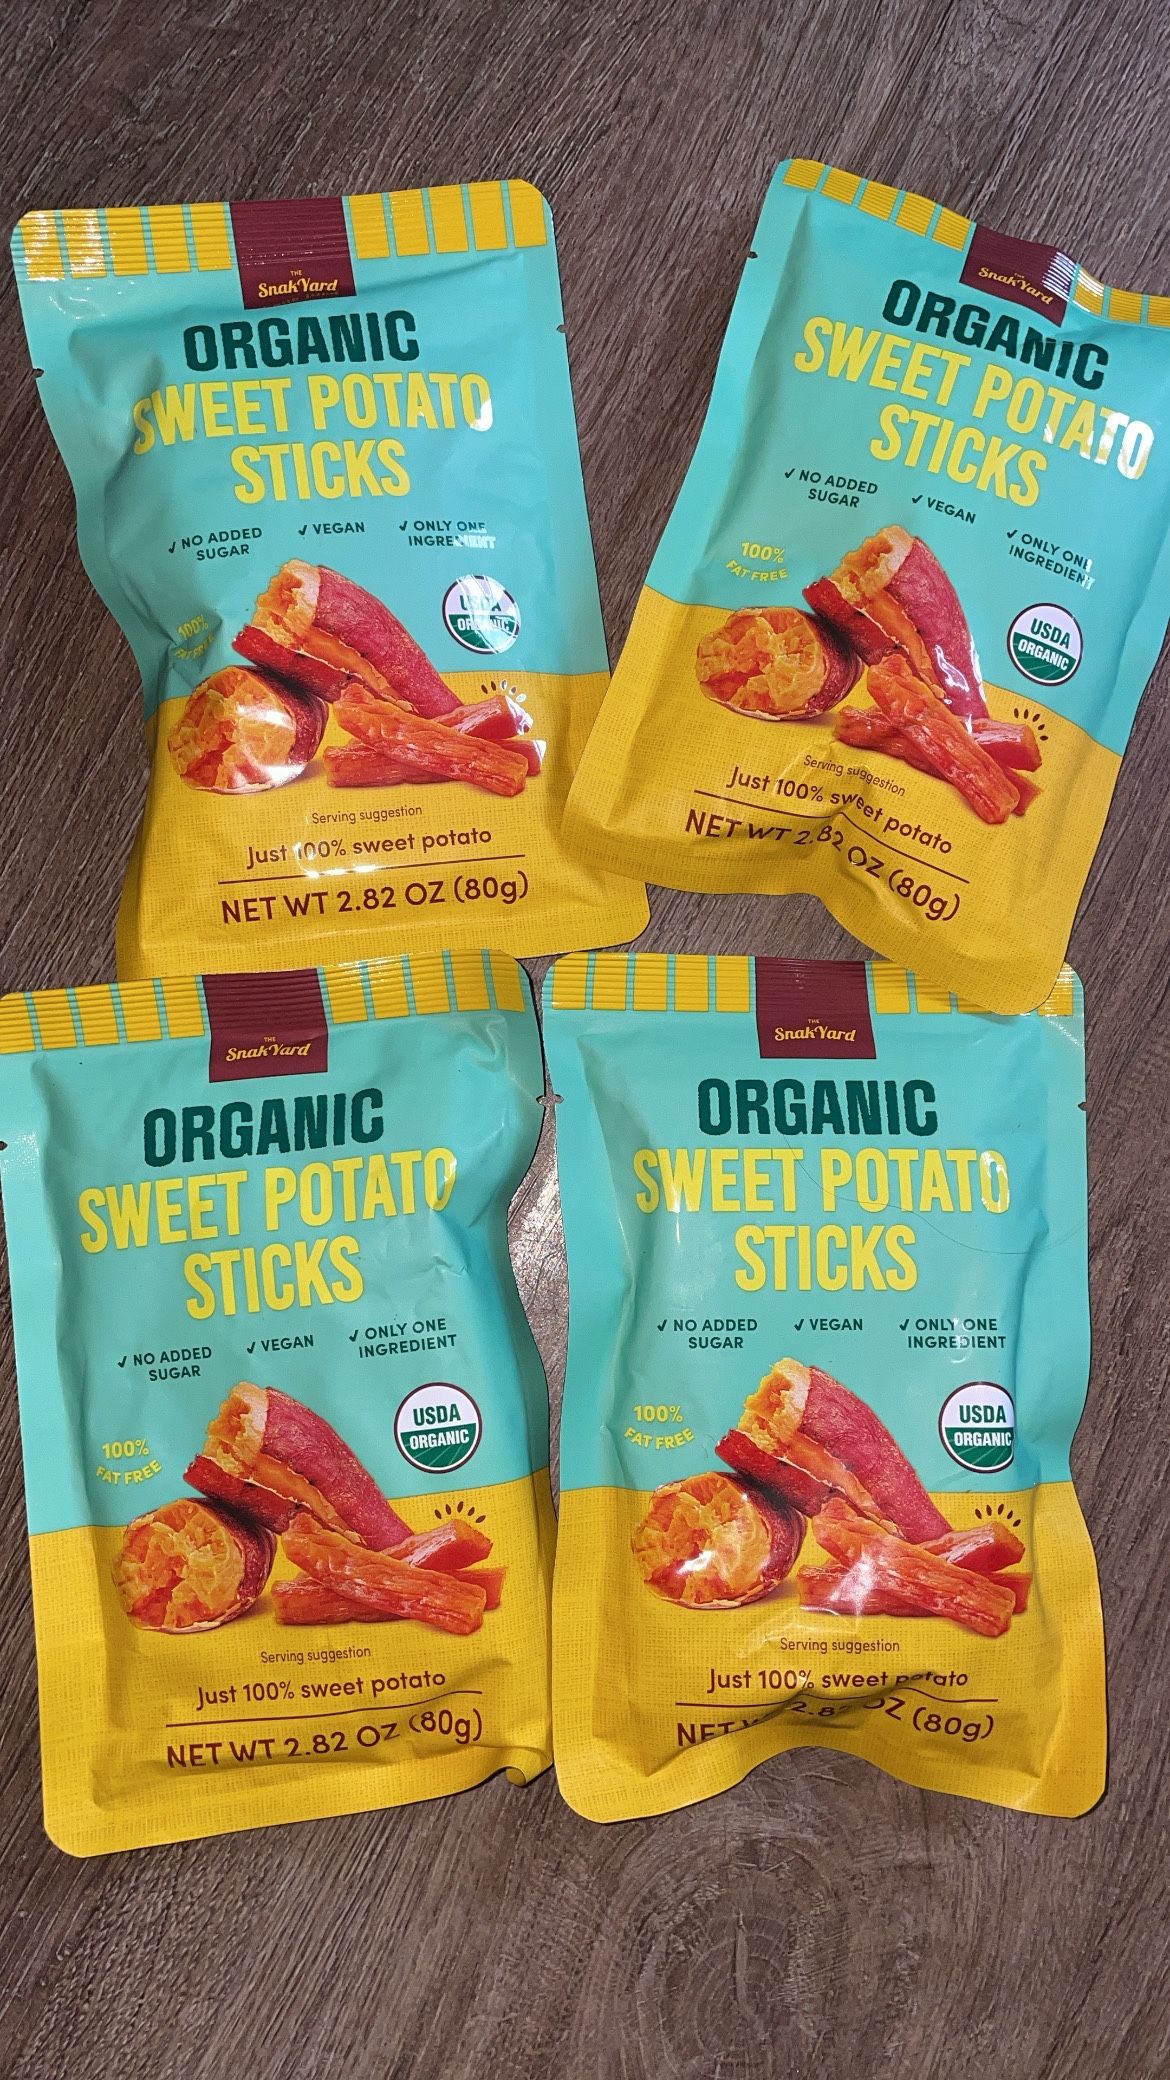 THE
SnakYard
ORGANIC
SWEET POTATO
STICKS
✓ NO ADDED
SUGAR
✓ VEGAN
✓ ONLY ONE
INGREDIENT
100%
FAT FREE
USDA
ORGANIC
Serving suggestion
Just 100% sweet potato
NET WT 2.82 OZ (80g)
THE
SnakYard
ORGANIC
SWEET POTATO
STICKS
✓ NO ADDED
SUGAR
✓ VEGAN
✓ ONLY ONE
INGREDIENT
100%
FAT FREE
USDA
ORGANIC
Serving suggestion
Just 100% sweet potato
NET WT 2.82 OZ (80g)
THE
SnakYard
ORGANIC
SWEET POTATO
STICKS
✓ NO ADDED
SUGAR
✓ VEGAN
✓ ONLY ONE
INGREDIENT
100%
FAT FREE
USDA
ORGANIC
Serving suggestion
Just 100% sweet potato
NET WT 2.82 OZ (80g)
THE
SnakYard
ORGANIC
SWEET POTATO
STICKS
✓ NO ADDED
SUGAR
✓ VEGAN
✓ ONLY ONE
INGREDIENT
100%
FAT FREE
USDA
ORGANIC
Serving suggestion
Just 100% sweet potato
NET WT 2.82 OZ (80g)